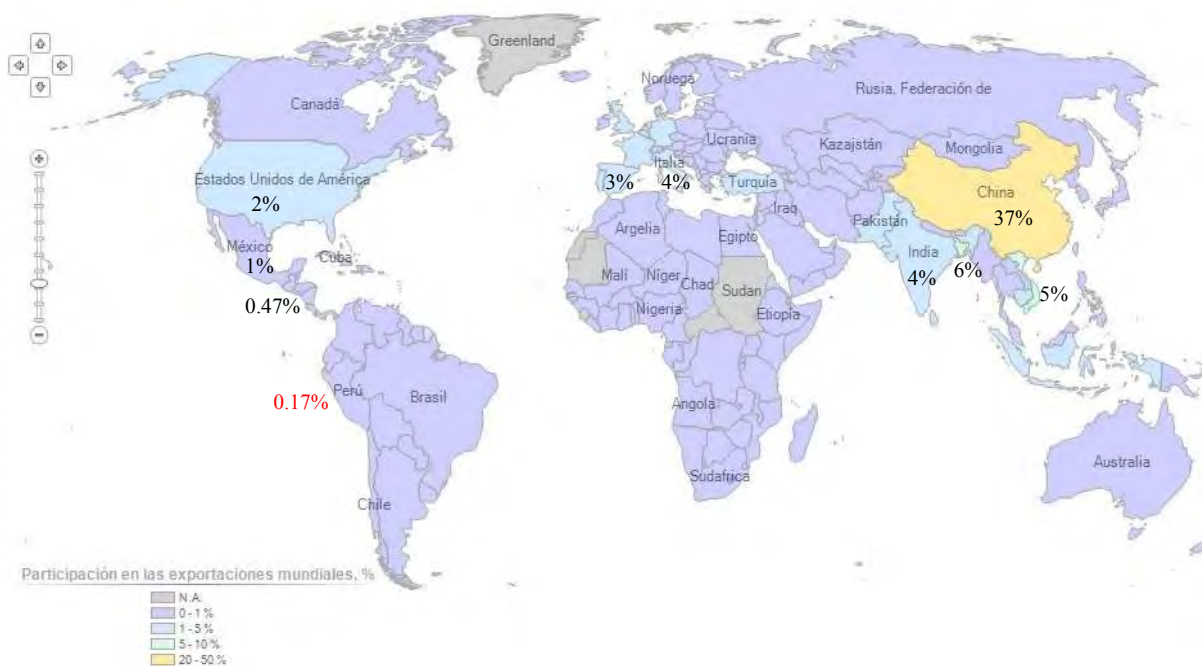 Greenland
Noruega
Rusia, Federación de
Canadá
Ucrania
Kazajstán
Mongolia
Italia
Estados Unidos de América
3%
4%
Turquía
China
2%
37%
Iraq
Pakistán
Argelia
Egipto
México
India
Cuba
1%
6%
4%
Malí
Níger
Chad
Sudan
5%
0.47%
Nigeria
Etiopía
Perú
Brasil
0.17%
Angola
Australia
Sudafrica
Chile
Participación en las exportaciones mundiales, %
N.A.
0 - 1 %
1 - 5 %
5 - 10 %
20 - 50 %